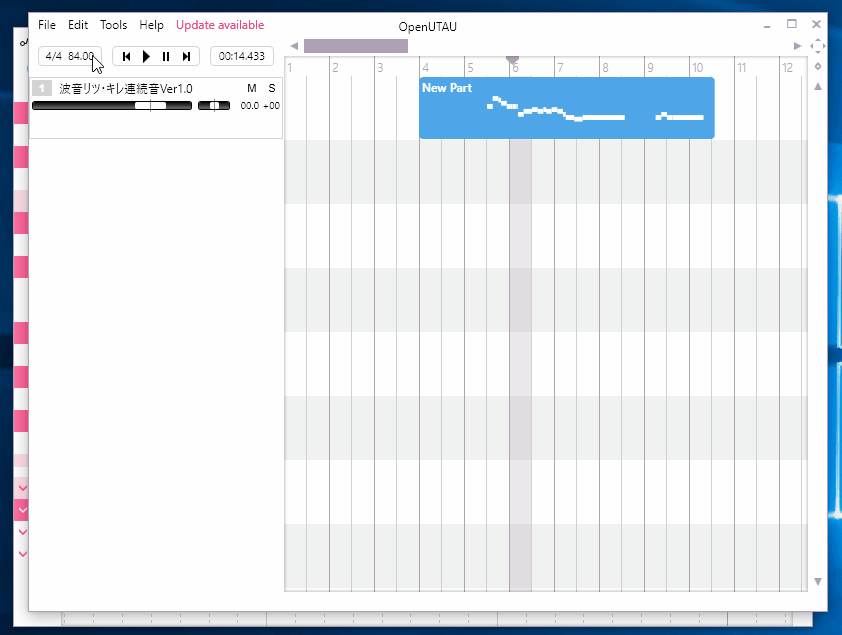 File Edit Tools Help Update available
OpenUTAU
4/4 84.00
00:14.433
1 2 3 4 5 6 7 8 9 10 11 12
1 波音リツ・キレ連続音Ver1.0 M S
00.0 +00
New Part